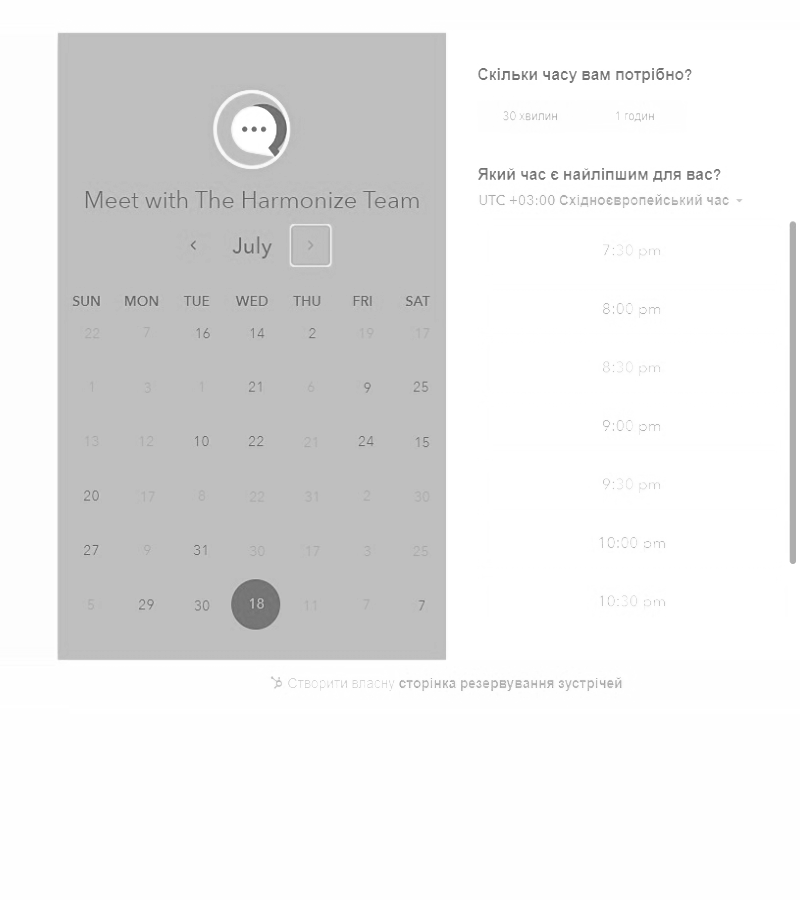 Meet with The Harmonize Team
July
SUN MON TUE WED THU FRI SAT
22 7 16 14 2 19 17
1 3 1 21 6 9 25
13 12 10 22 21 24 15
20 17 8 22 31 2 30
27 9 31 30 17 3 25
5 29 30 18 11 7 7
Скільки часу вам потрібно?
30 хвилин 1 годин
Який час є найліпшим для вас?
UTC +03:00 Східноєвропейський час
7:30 pm
8:00 pm
8:30 pm
9:00 pm
9:30 pm
10:00 pm
10:30 pm
Створити власну сторінка резервування зустрічей